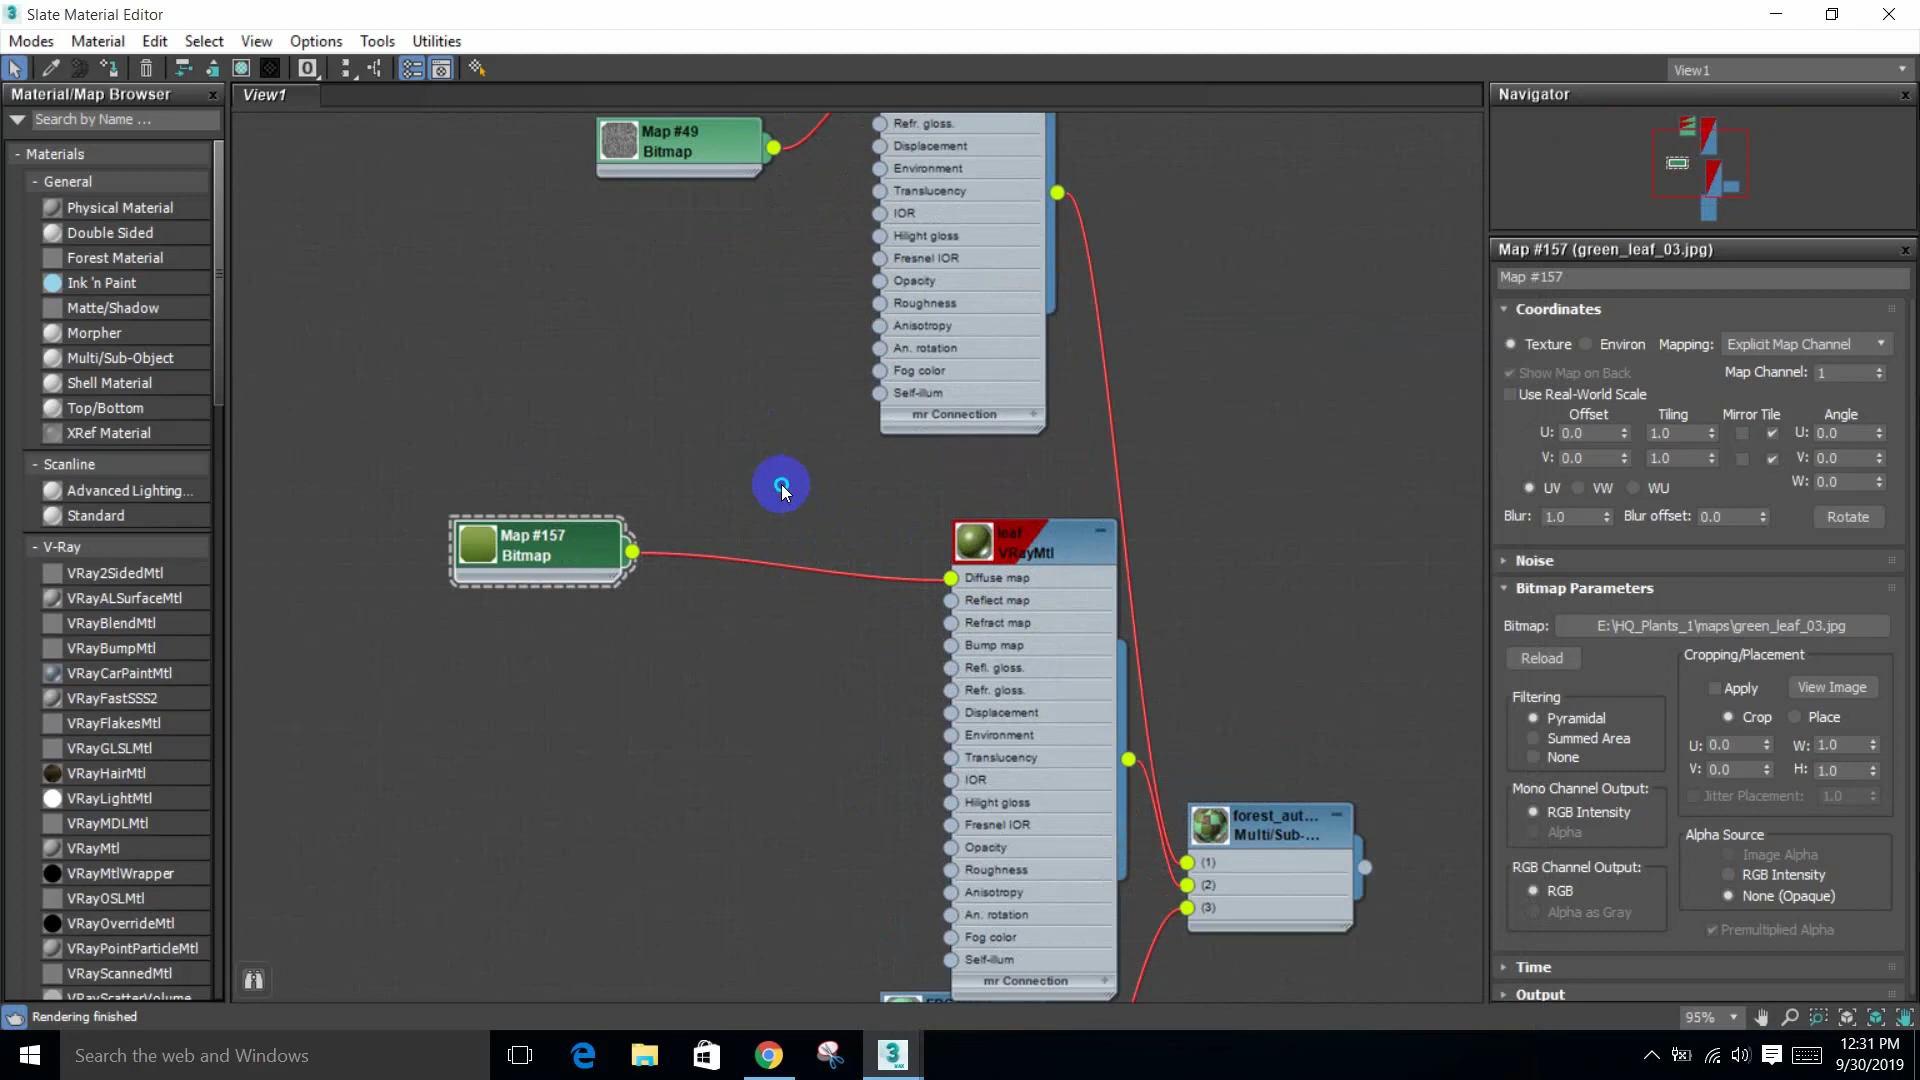 Slate Material Editor
Modes Material Edit Select View Options Tools Utilities
View1
Material/Map Browser
Search by Name ...
- Materials
- General
Physical Material
Double Sided
Forest Material
Ink 'n Paint
Matte/Shadow
Morpher
Multi/Sub-Object
Shell Material
Top/Bottom
XRef Material
- Scanline
Advanced Lighting...
Standard
- V-Ray
VRay2SidedMtl
VRayALSurfaceMtl
VRayBlendMtl
VRayBumpMtl
VRayCarPaintMtl
VRayFastSSS2
VRayFlakesMtl
VRayGLSLMtl
VRayHairMtl
VRayLightMtl
VRayMDLMtl
VRayMtl
VRayMtlWrapper
VRayOSLMtl
VRayOverrideMtl
VRayPointParticleMtl
VRayScannedMtl
VRayScatterVolume
View1
Map #49
Bitmap
Refr. gloss.
Displacement
Environment
Translucency
IOR
Hilight gloss
Fresnel IOR
Opacity
Roughness
Anisotropy
An. rotation
Fog color
Self-illum
mr Connection +
Map #157
Bitmap
leaf
VRayMtl
Diffuse map
Reflect map
Refract map
Bump map
Refl. gloss.
Refr. gloss.
Displacement
Environment
Translucency
IOR
Hilight gloss
Fresnel IOR
Opacity
Roughness
Anisotropy
An. rotation
Fog color
Self-illum
mr Connection +
forest_aut...
Multi/Sub-...
(1)
(2)
(3)
Navigator
Map #157 (green_leaf_03.jpg)
Map #157
Coordinates
Texture Environ Mapping: Explicit Map Channel
Show Map on Back Map Channel: 1
Use Real-World Scale
Offset Tiling Mirror Tile Angle
U: 0.0 1.0 U: 0.0
V: 0.0 1.0 V: 0.0
UV VW WU W: 0.0
Blur: 1.0 Blur offset: 0.0 Rotate
Noise
Bitmap Parameters
Bitmap: E:\HQ_Plants_1\maps\green_leaf_03.jpg
Reload
Cropping/Placement
Apply View Image
Crop Place
U: 0.0 W: 1.0
V: 0.0 H: 1.0
Jitter Placement: 1.0
Filtering
Pyramidal
Summed Area
None
Mono Channel Output:
RGB Intensity
Alpha
RGB Channel Output:
RGB
Alpha as Gray
Alpha Source
Image Alpha
RGB Intensity
None (Opaque)
Premultiplied Alpha
Time
Output
Rendering finished
95%
Search the web and Windows
12:31 PM
9/30/2019